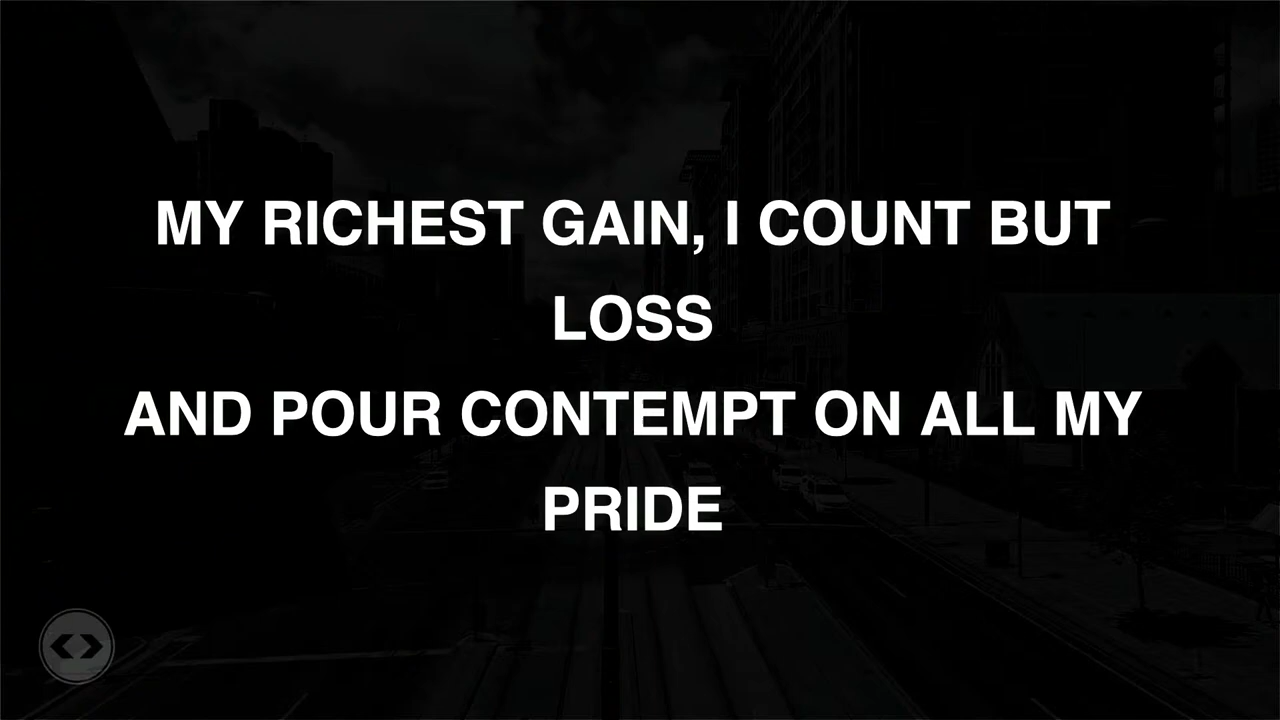 MY RICHEST GAIN, I COUNT BUT
LOSS
AND POUR CONTEMPT ON ALL MY
PRIDE